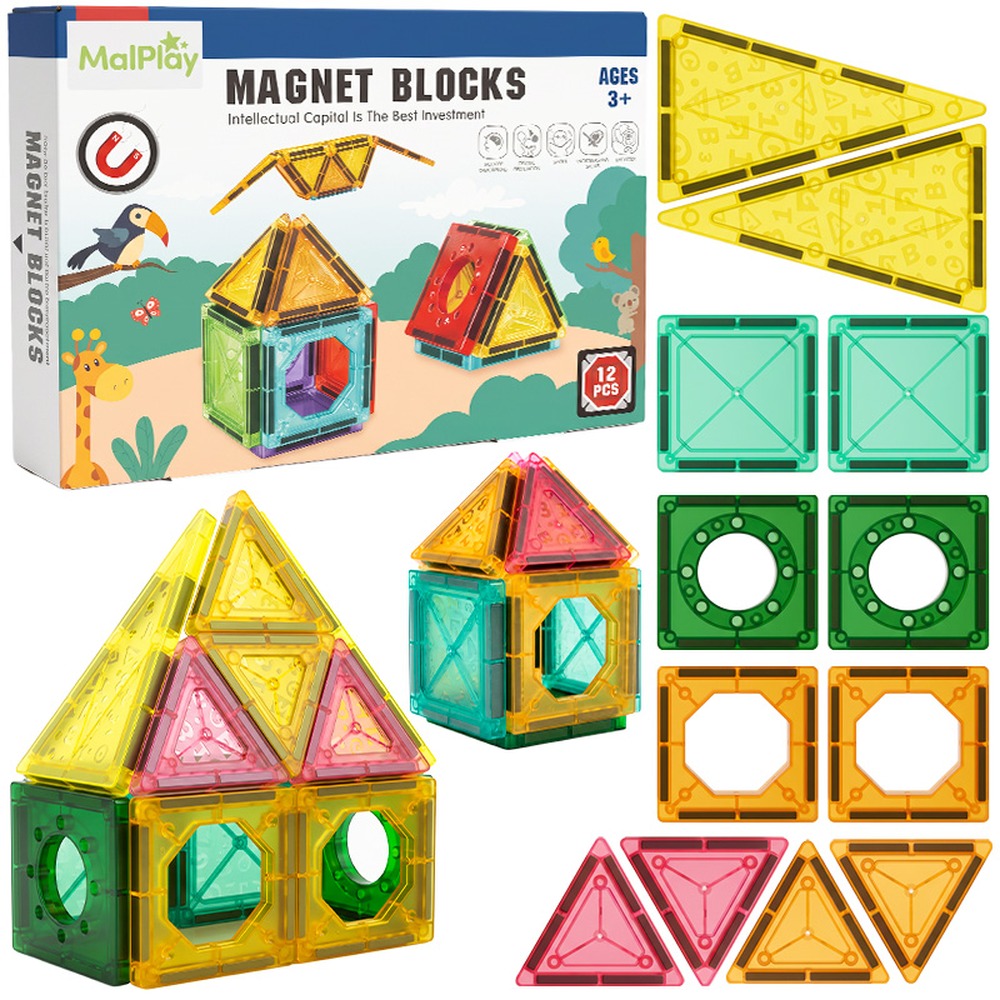 MalPlay
MAGNET BLOCKS
Intellectual Capital Is The Best Investment
AGES
3+
N S
MAGNET BLOCKS
12
PCS